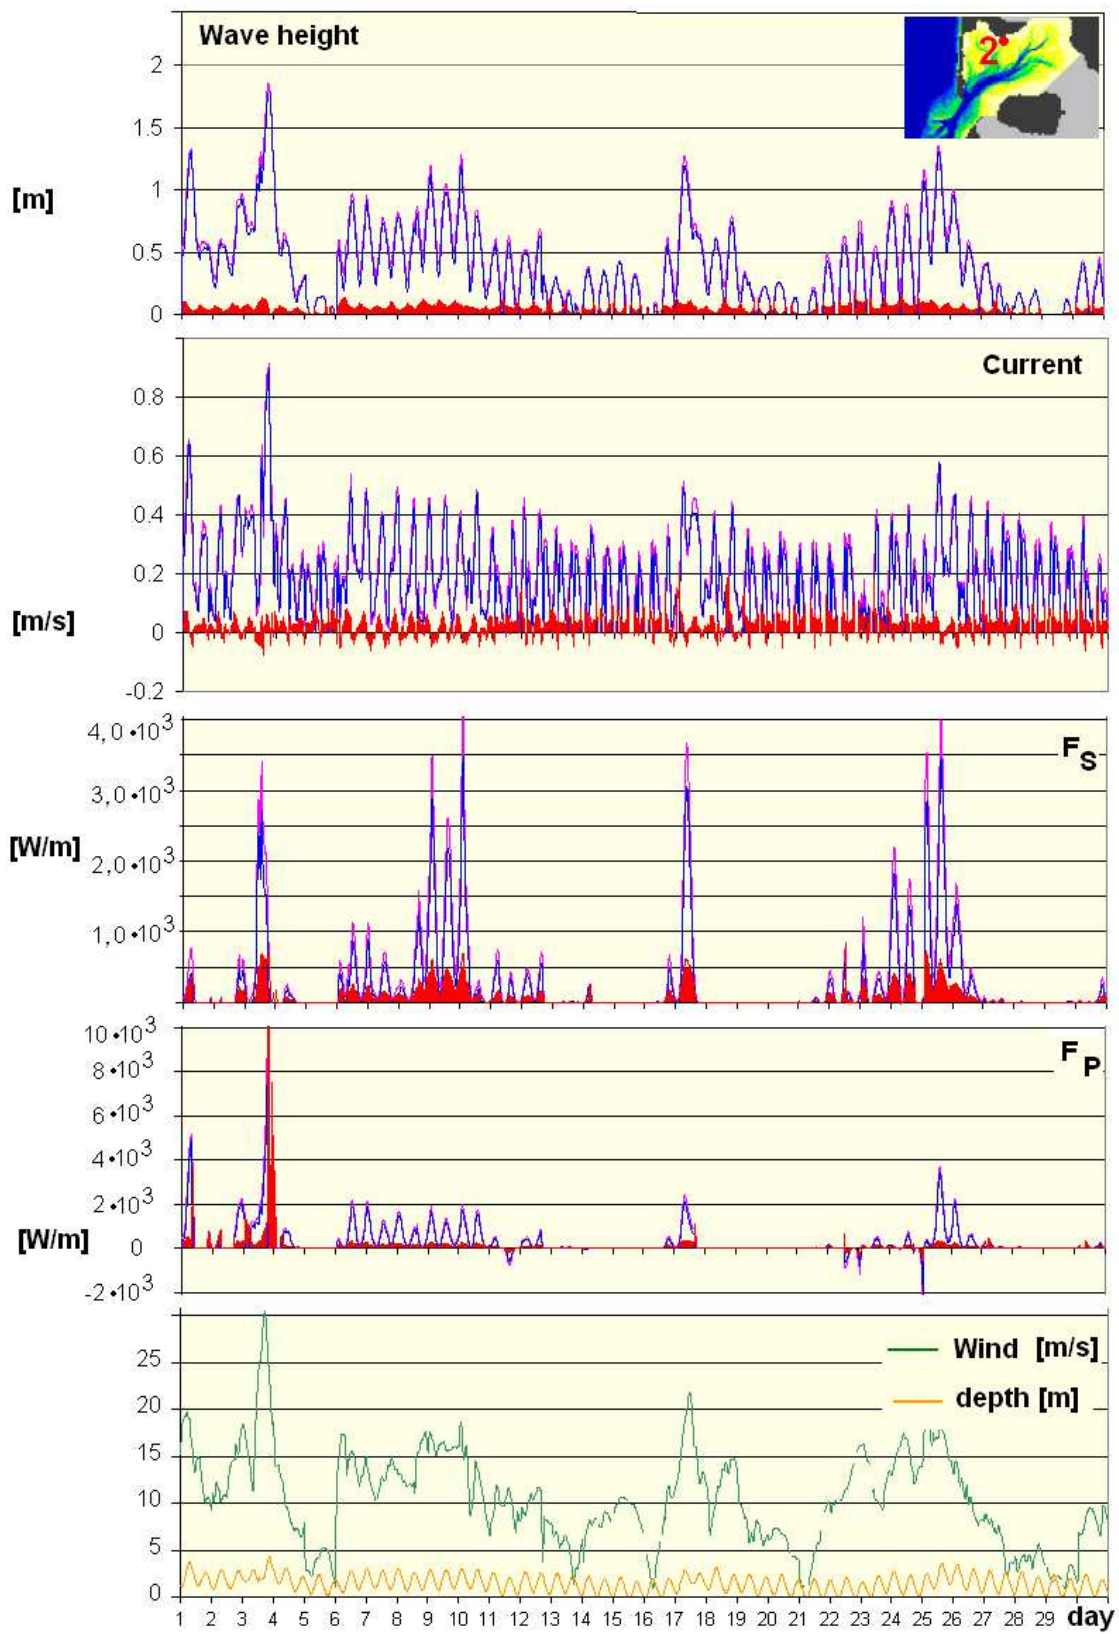 Wave height
2
2
1.5
1
[m]
0.5
0
Current
0.8
0.6
0.4
0.2
[m/s]
0
-0.2
4,0•10³
F_S
3,0•10³
[W/m]
2,0•10³
1,0•10³
10•10³
F_P
8•10³
6•10³
4•10³
2•10³
[W/m]
0
-2•10³
Wind [m/s]
25
depth [m]
20
15
10
5
0
1 2 3 4 5 6 7 8 9 10 11 12 13 14 15 16 17 18 19 20 21 22 23 24 25 26 27 28 29 day